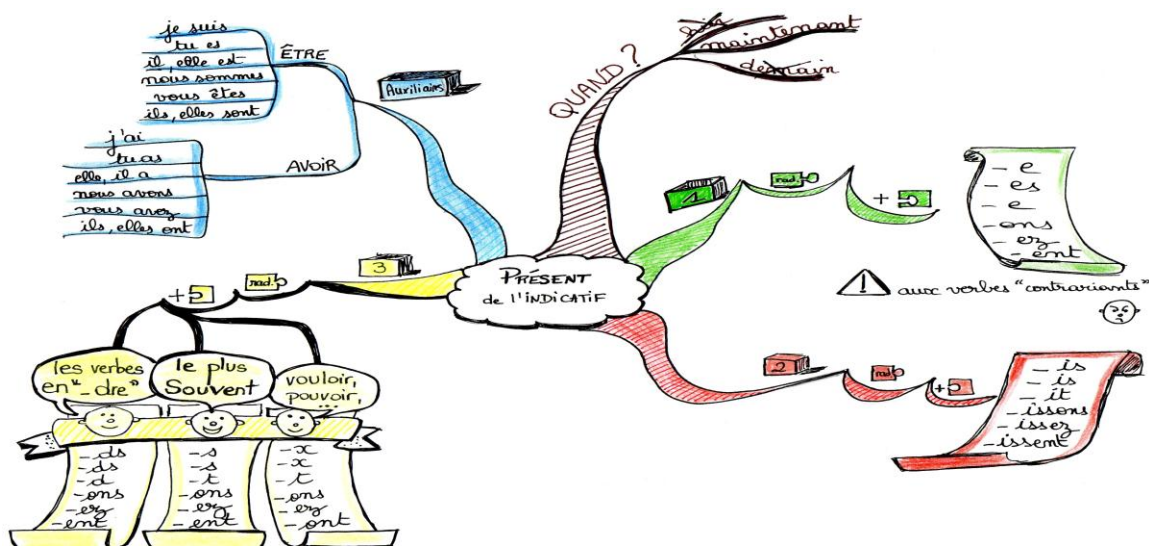 PRÉSENT
de l'INDICATIF
QUAND ?
hier
maintenant
demain
1
rad.
+
- e
- es
- e
-ons
- ez
- ent
! aux verbes "contrariants"
2
rad.
+
- is
- is
- it
-issons
-issez
-issent
3
rad.
+
les verbes
en "-dre"
-ds
-ds
-d
-ons
-ez
-ent
le plus
Souvent
-s
-s
-t
-ons
-ez
-ent
vouloir,
pouvoir,
...
-x
-x
-t
-ons
-ez
-ont
Auxiliaires
ÊTRE
je suis
tu es
il, elle est
nous sommes
vous êtes
ils, elles sont
AVOIR
j'ai
tu as
elle, il a
nous avons
vous avez
ils, elles ont